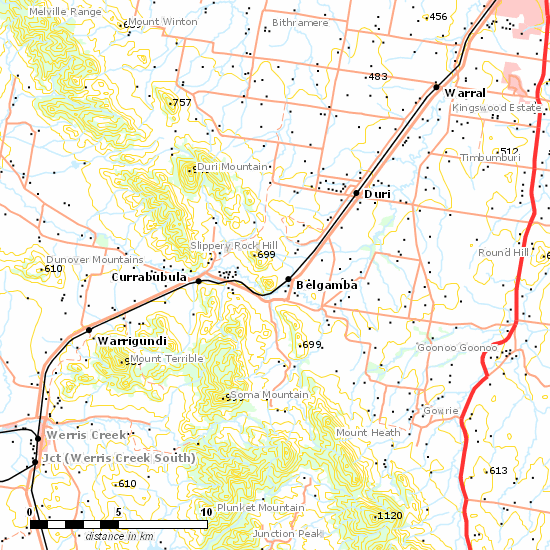 Melville Range
Mount Winton
Bithramere
456
483
757
Warral
Kingswood Estate
512
Timbumburi
Duri Mountain
Duri
Slippery Rock Hill
699
Round Hill
Dunover Mountains
610
Currabubula
Belgamba
Warrigundi
699
Goonoo Goonoo
Mount Terrible
Soma Mountain
Gowrie
Werris Creek
Mount Heath
Jct (Werris Creek South)
613
610
Plunket Mountain
1120
Junction Peak
0 5 10
distance in km